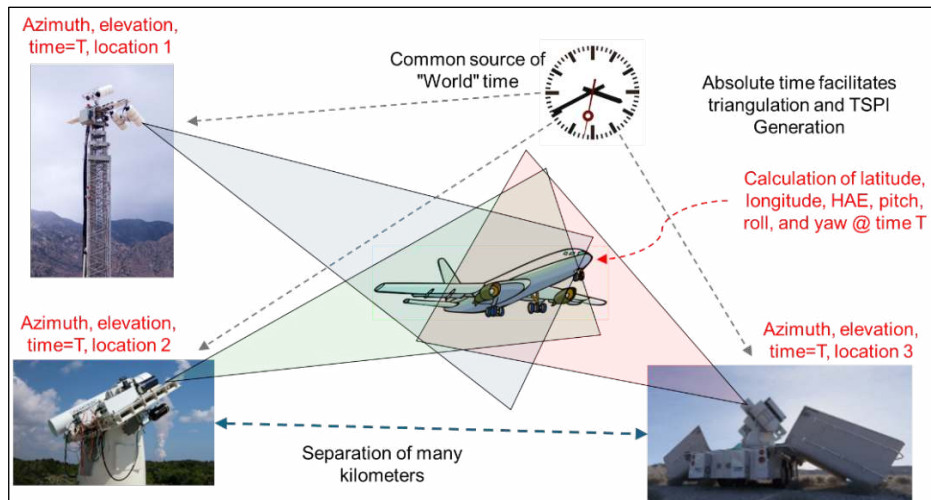 Azimuth, elevation,
time=T, location 1
Common source of
"World" time
Absolute time facilitates
triangulation and TSPI
Generation
Calculation of latitude,
longitude, HAE, pitch,
roll, and yaw @ time T
Azimuth, elevation,
time=T, location 2
Azimuth, elevation,
time=T, location 3
Separation of many
kilometers